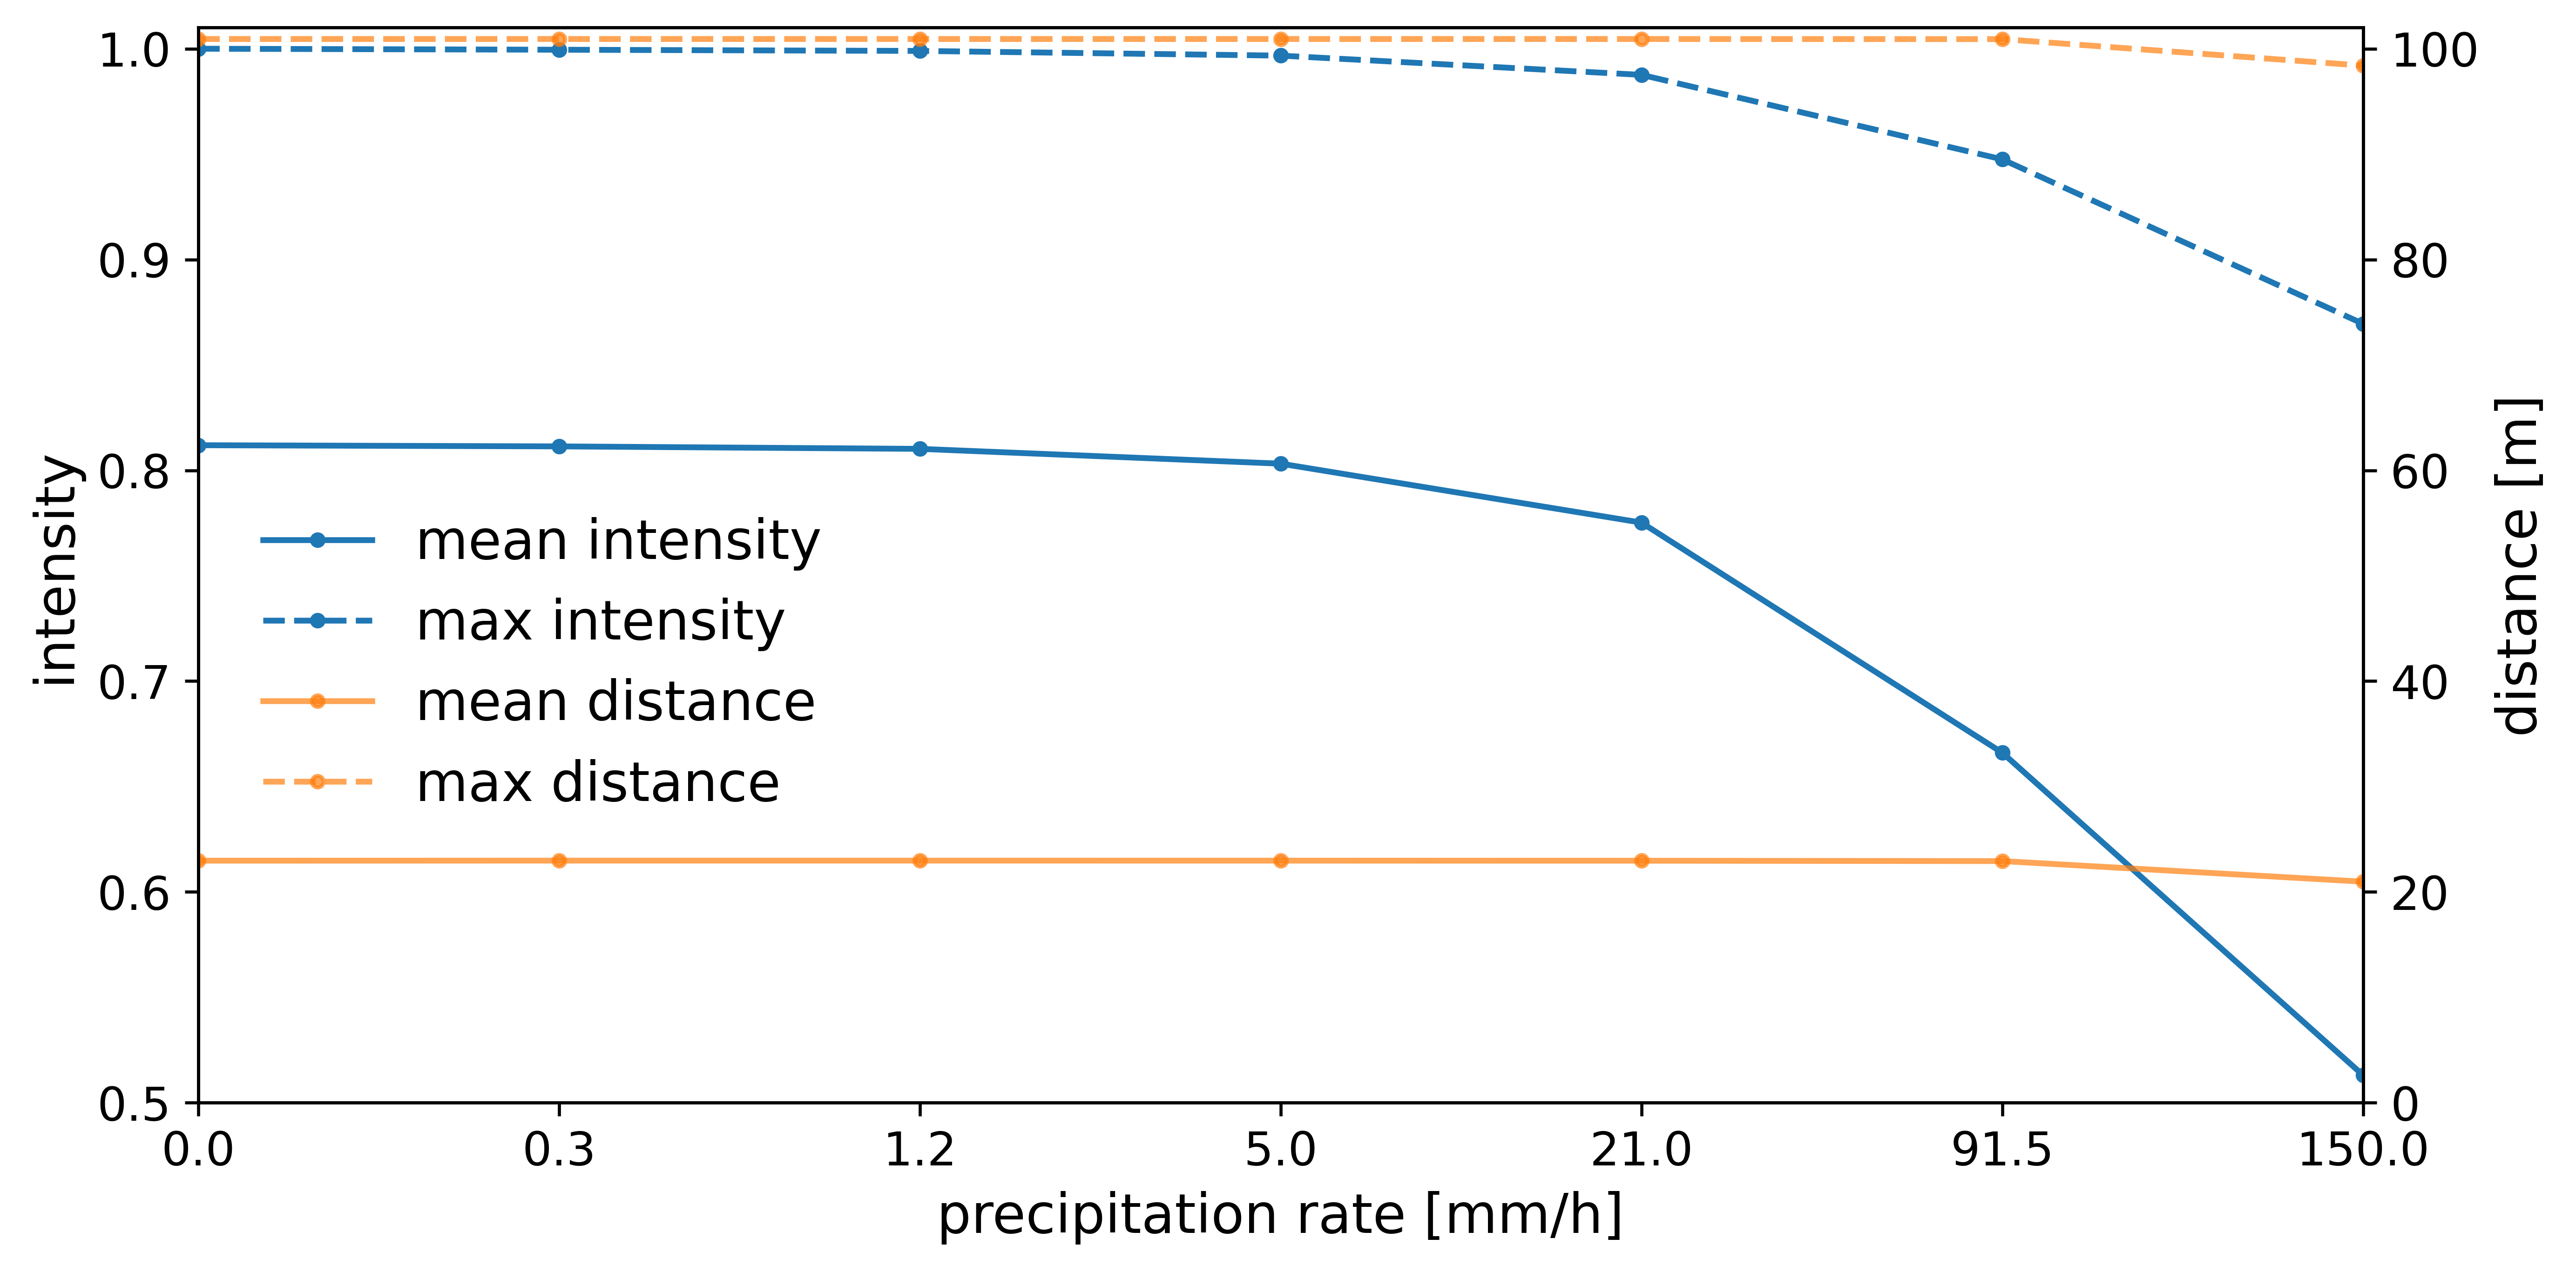 1.0
0.9
0.8
0.7
0.6
0.5
intensity
100
80
60
40
20
0
distance [m]
mean intensity
max intensity
mean distance
max distance
0.0 0.3 1.2 5.0 21.0 91.5 150.0
precipitation rate [mm/h]